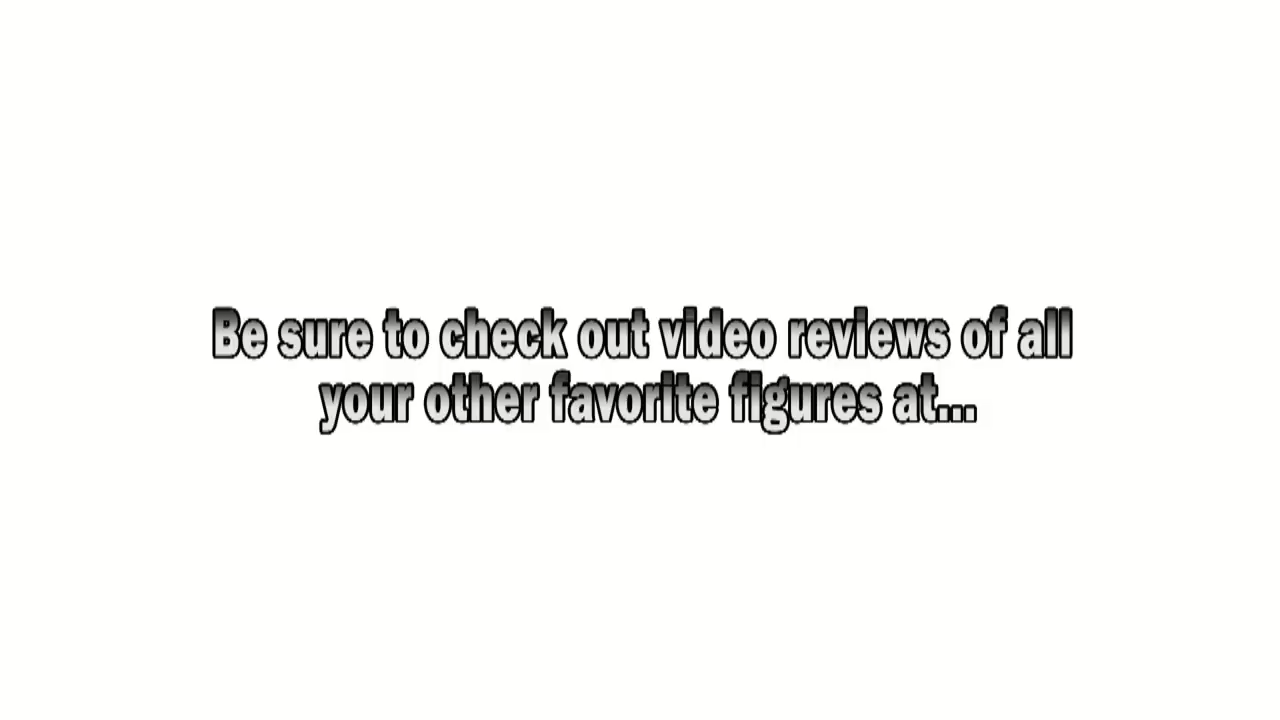 Be sure to check out video reviews of all
your other favorite figures at...